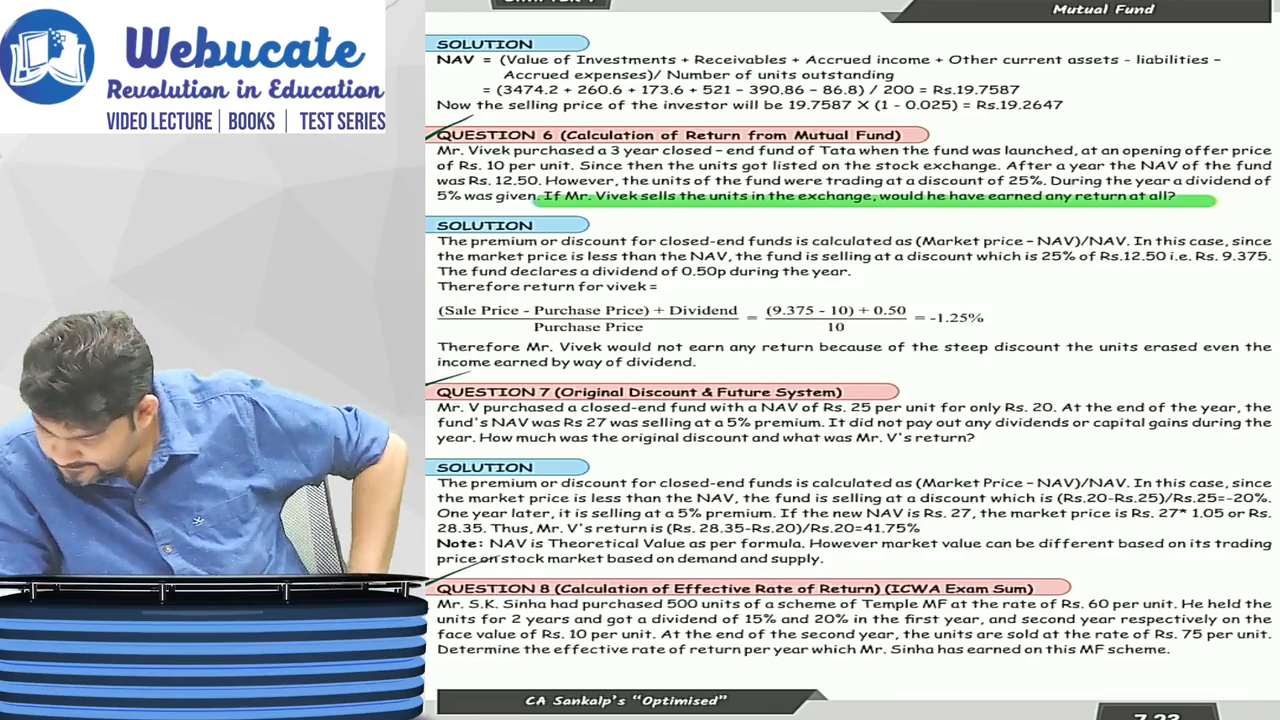 Webucate
Revolution in Education
VIDEO LECTURE | BOOKS | TEST SERIES
Mutual Fund
SOLUTION
NAV = (Value of Investments + Receivables + Accrued income + Other current assets - liabilities -
Accrued expenses)/ Number of units outstanding
= (3474.2 + 260.6 + 173.6 + 521 - 390.86 - 86.8) / 200 = Rs.19.7587
Now the selling price of the investor will be 19.7587 X (1 - 0.025) = Rs.19.2647
QUESTION 6 (Calculation of Return from Mutual Fund)
Mr. Vivek purchased a 3 year closed - end fund of Tata when the fund was launched, at an opening offer price
of Rs. 10 per unit. Since then the units got listed on the stock exchange. After a year the NAV of the fund
was Rs. 12.50. However, the units of the fund were trading at a discount of 25%. During the year a dividend of
5% was given. If Mr. Vivek sells the units in the exchange, would he have earned any return at all?
SOLUTION
The premium or discount for closed-end funds is calculated as (Market price - NAV)/NAV. In this case, since
the market price is less than the NAV, the fund is selling at a discount which is 25% of Rs.12.50 i.e. Rs. 9.375.
The fund declares a dividend of 0.50p during the year.
Therefore return for vivek =
(Sale Price - Purchase Price) + Dividend / Purchase Price = (9.375 - 10) + 0.50 / 10 = -1.25%
Therefore Mr. Vivek would not earn any return because of the steep discount the units erased even the
income earned by way of dividend.
QUESTION 7 (Original Discount & Future System)
Mr. V purchased a closed-end fund with a NAV of Rs. 25 per unit for only Rs. 20. At the end of the year, the
fund's NAV was Rs 27 was selling at a 5% premium. It did not pay out any dividends or capital gains during the
year. How much was the original discount and what was Mr. V's return?
SOLUTION
The premium or discount for closed-end funds is calculated as (Market Price - NAV)/NAV. In this case, since
the market price is less than the NAV, the fund is selling at a discount which is (Rs.20-Rs.25)/Rs.25=-20%.
One year later, it is selling at a 5% premium. If the new NAV is Rs. 27, the market price is Rs. 27* 1.05 or Rs.
28.35. Thus, Mr. V's return is (Rs. 28.35-Rs.20)/Rs.20=41.75%
Note: NAV is Theoretical Value as per formula. However market value can be different based on its trading
price on stock market based on demand and supply.
QUESTION 8 (Calculation of Effective Rate of Return) (ICWA Exam Sum)
Mr. S.K. Sinha had purchased 500 units of a scheme of Temple MF at the rate of Rs. 60 per unit. He held the
units for 2 years and got a dividend of 15% and 20% in the first year, and second year respectively on the
face value of Rs. 10 per unit. At the end of the second year, the units are sold at the rate of Rs. 75 per unit.
Determine the effective rate of return per year which Mr. Sinha has earned on this MF scheme.
CA Sankalp's "Optimised"